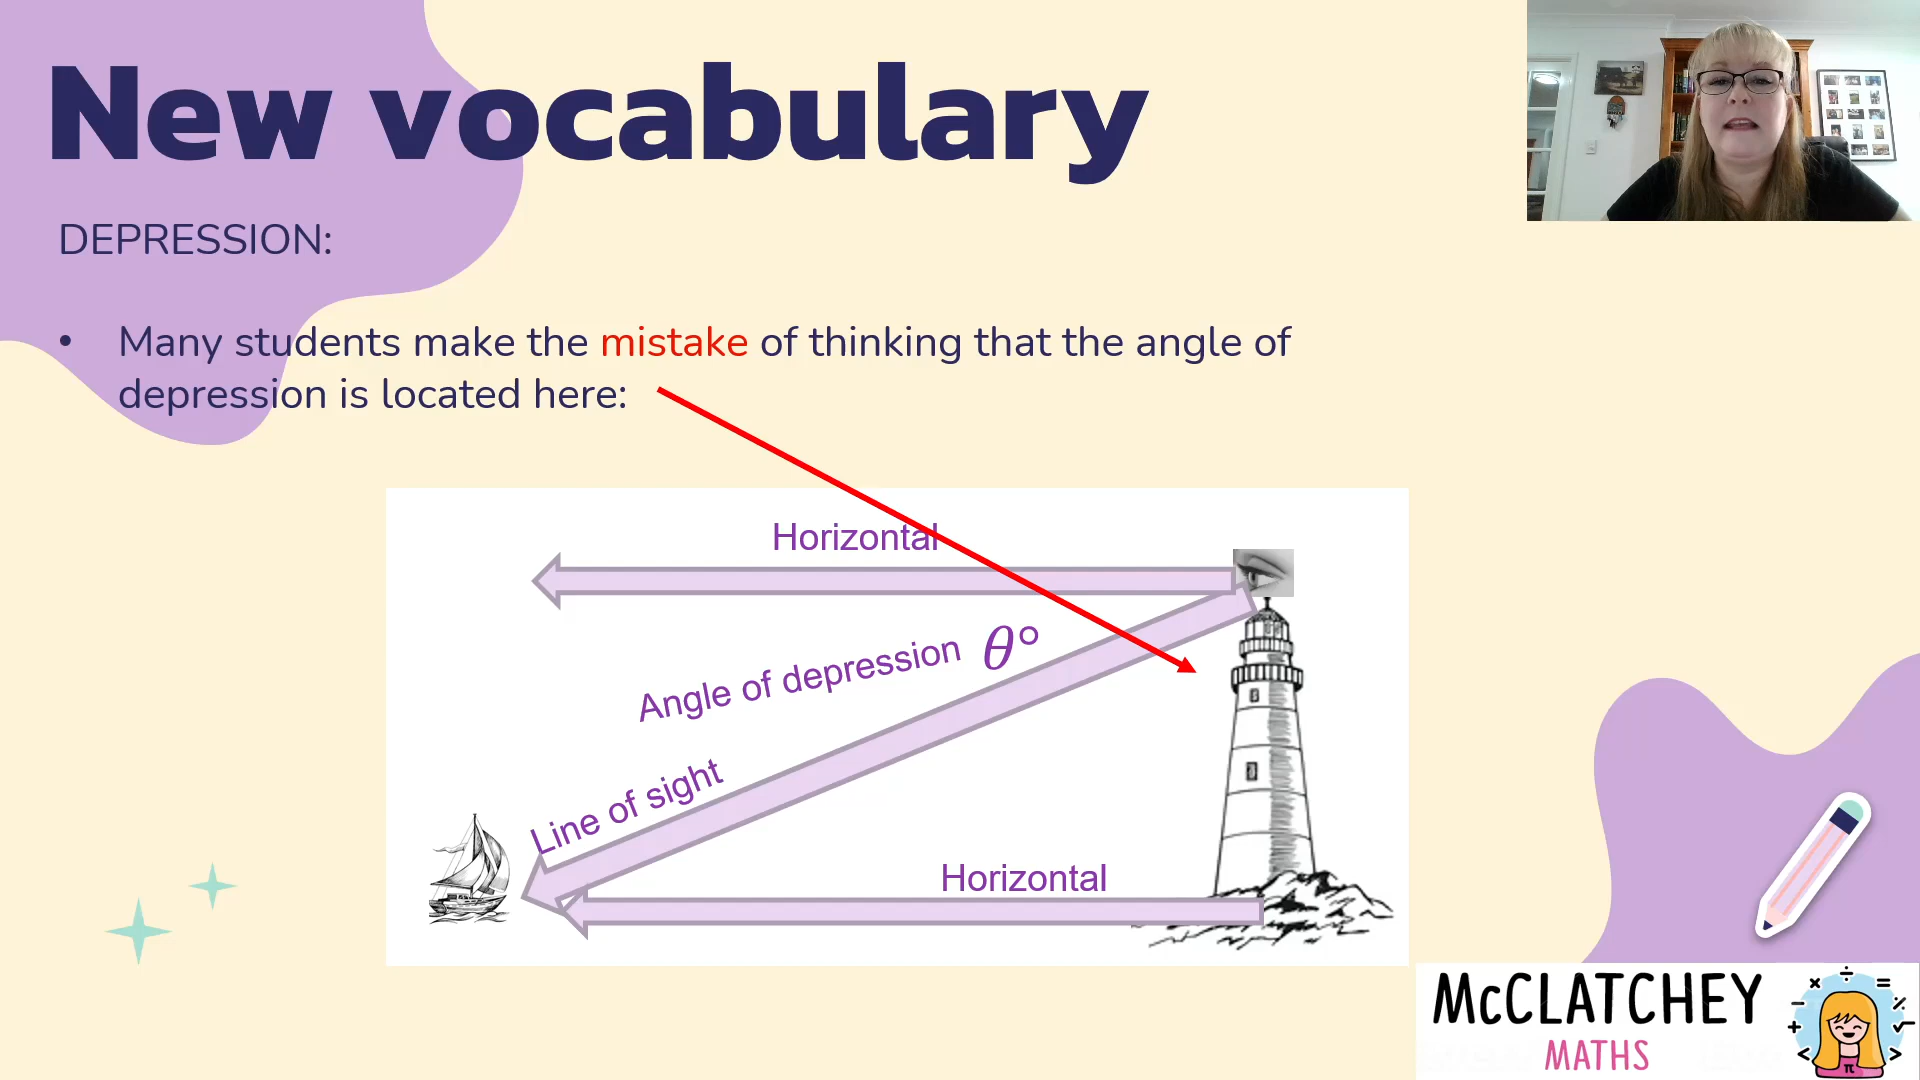 New vocabulary
DEPRESSION:
• Many students make the mistake of thinking that the angle of
depression is located here:
Horizontal
Angle of depression θ°
Line of sight
Horizontal
McCLATCHEY
MATHS